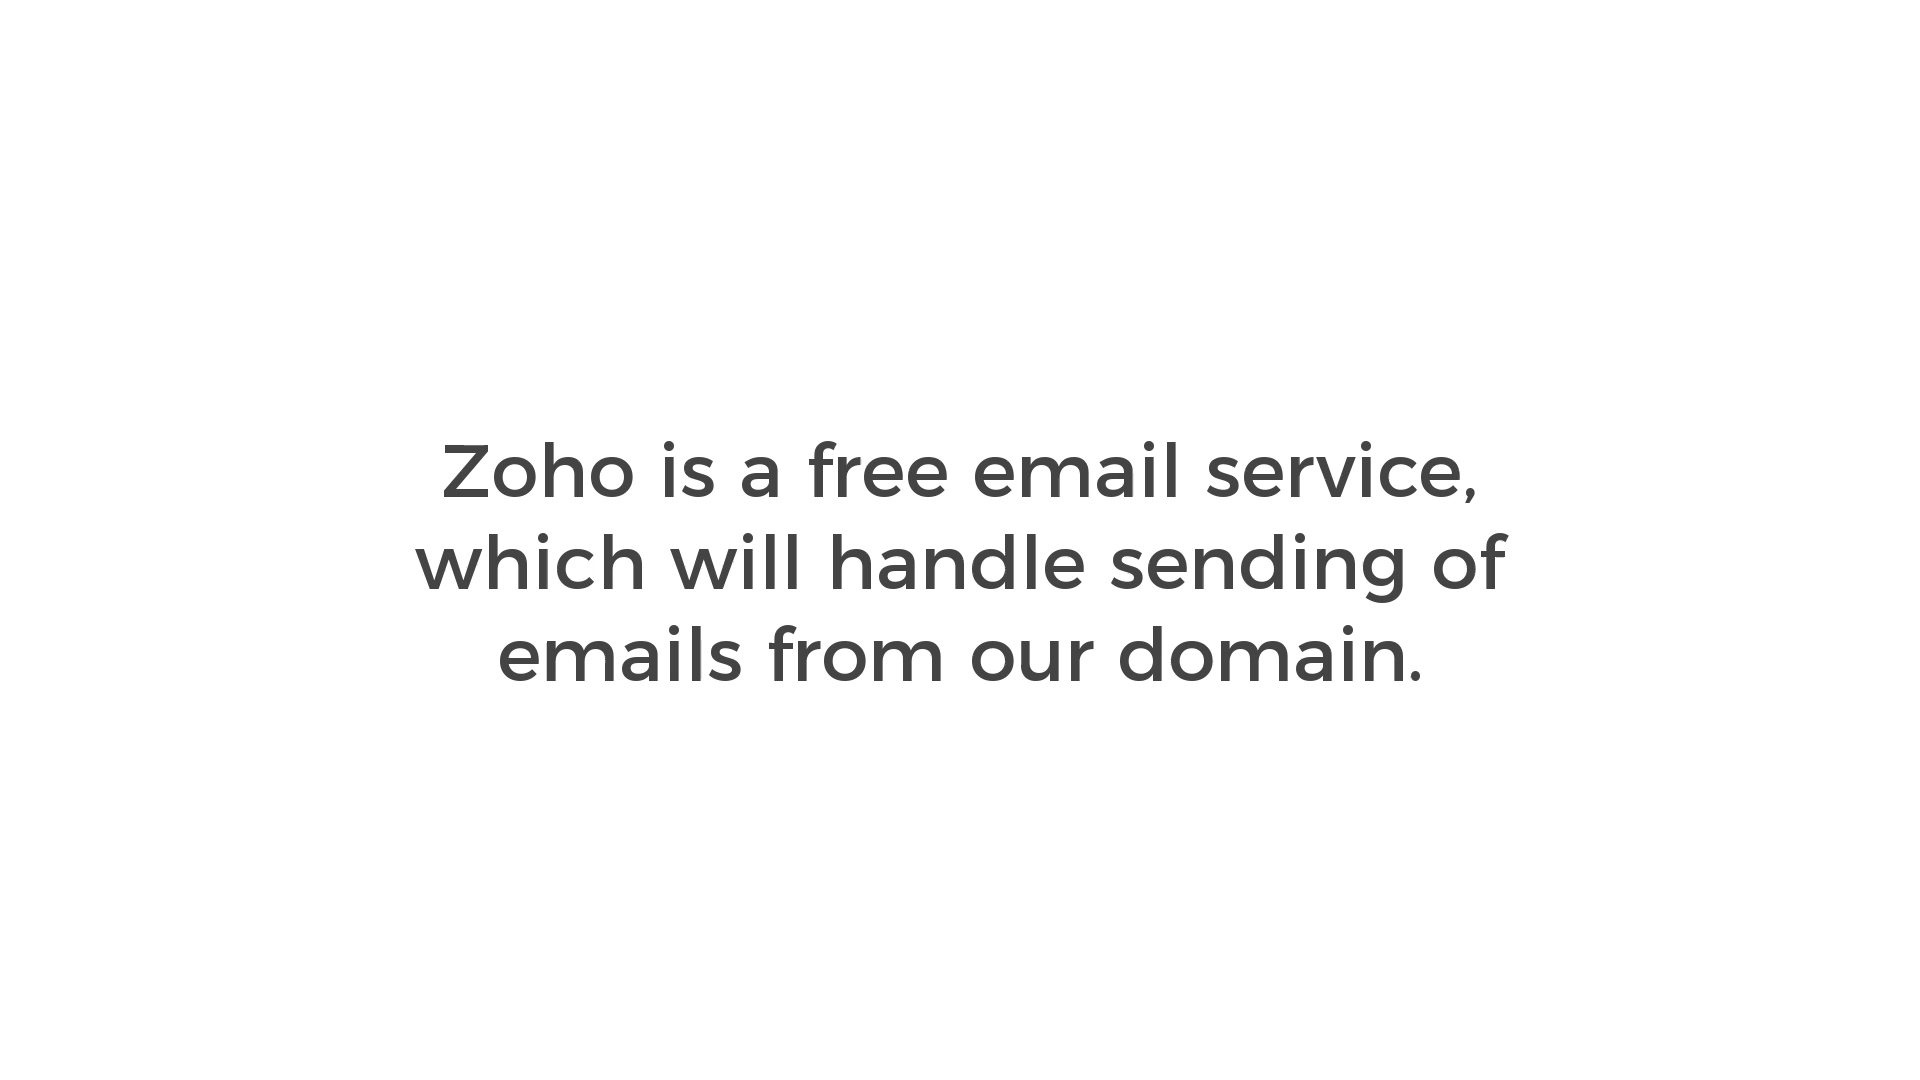 Zoho is a free email service,
which will handle sending of
emails from our domain.